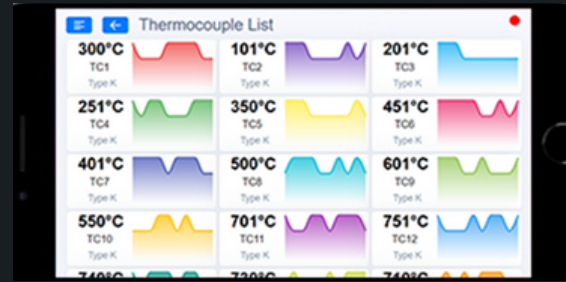 Thermocouple List
300°C
TC1
Type K
101°C
TC2
Type K
201°C
TC3
Type K
251°C
TC4
Type K
350°C
TC5
Type K
451°C
TC6
Type K
401°C
TC7
Type K
500°C
TC8
Type K
601°C
TC9
Type K
550°C
TC10
Type K
701°C
TC11
Type K
751°C
TC12
Type K